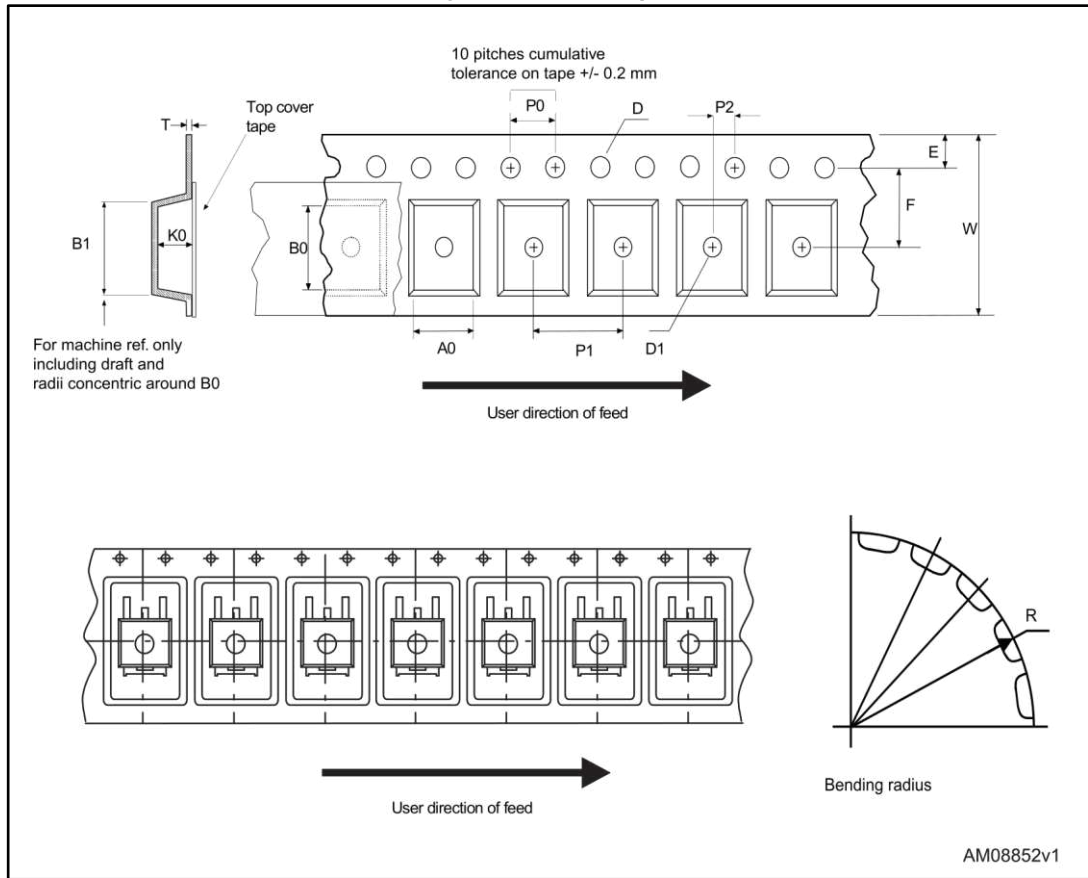 10 pitches cumulative
tolerance on tape +/- 0.2 mm
P0
D
P2
T
Top cover
tape
E
F
W
K0
B1
B0
For machine ref. only
including draft and
radii concentric around B0
A0
P1
D1
User direction of feed
R
User direction of feed
Bending radius
AM08852v1